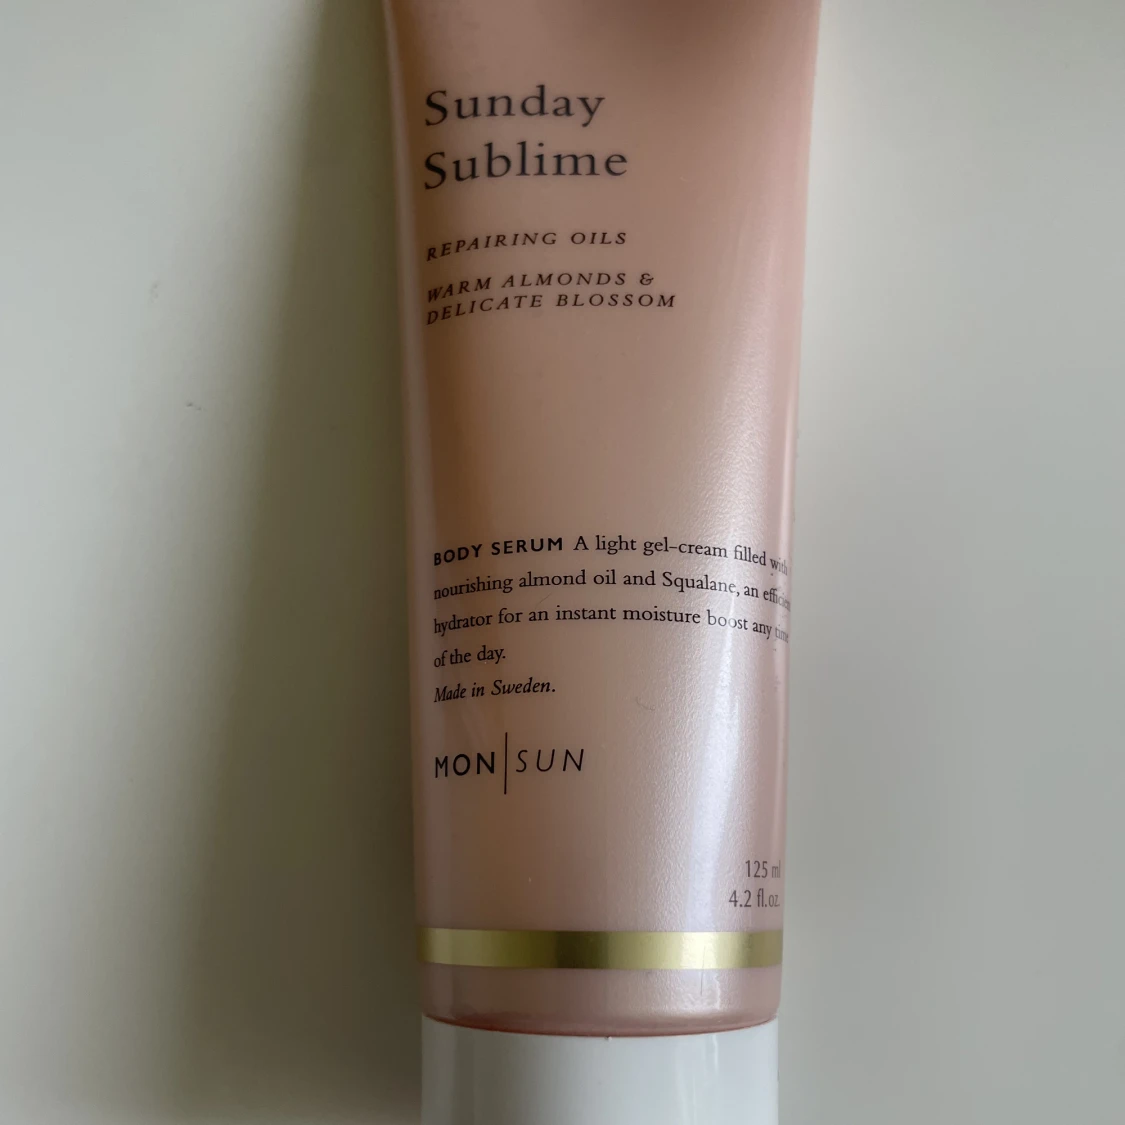 Sunday
Sublime
REPAIRING OILS
WARM ALMONDS &
DELICATE BLOSSOM
BODY SERUM A light gel-cream filled with
nourishing almond oil and Squalane, an
hydrator for an instant moisture boost any time
of the day.
Made in Sweden.
MON|SUN
125 ml
4.2 fl.oz.